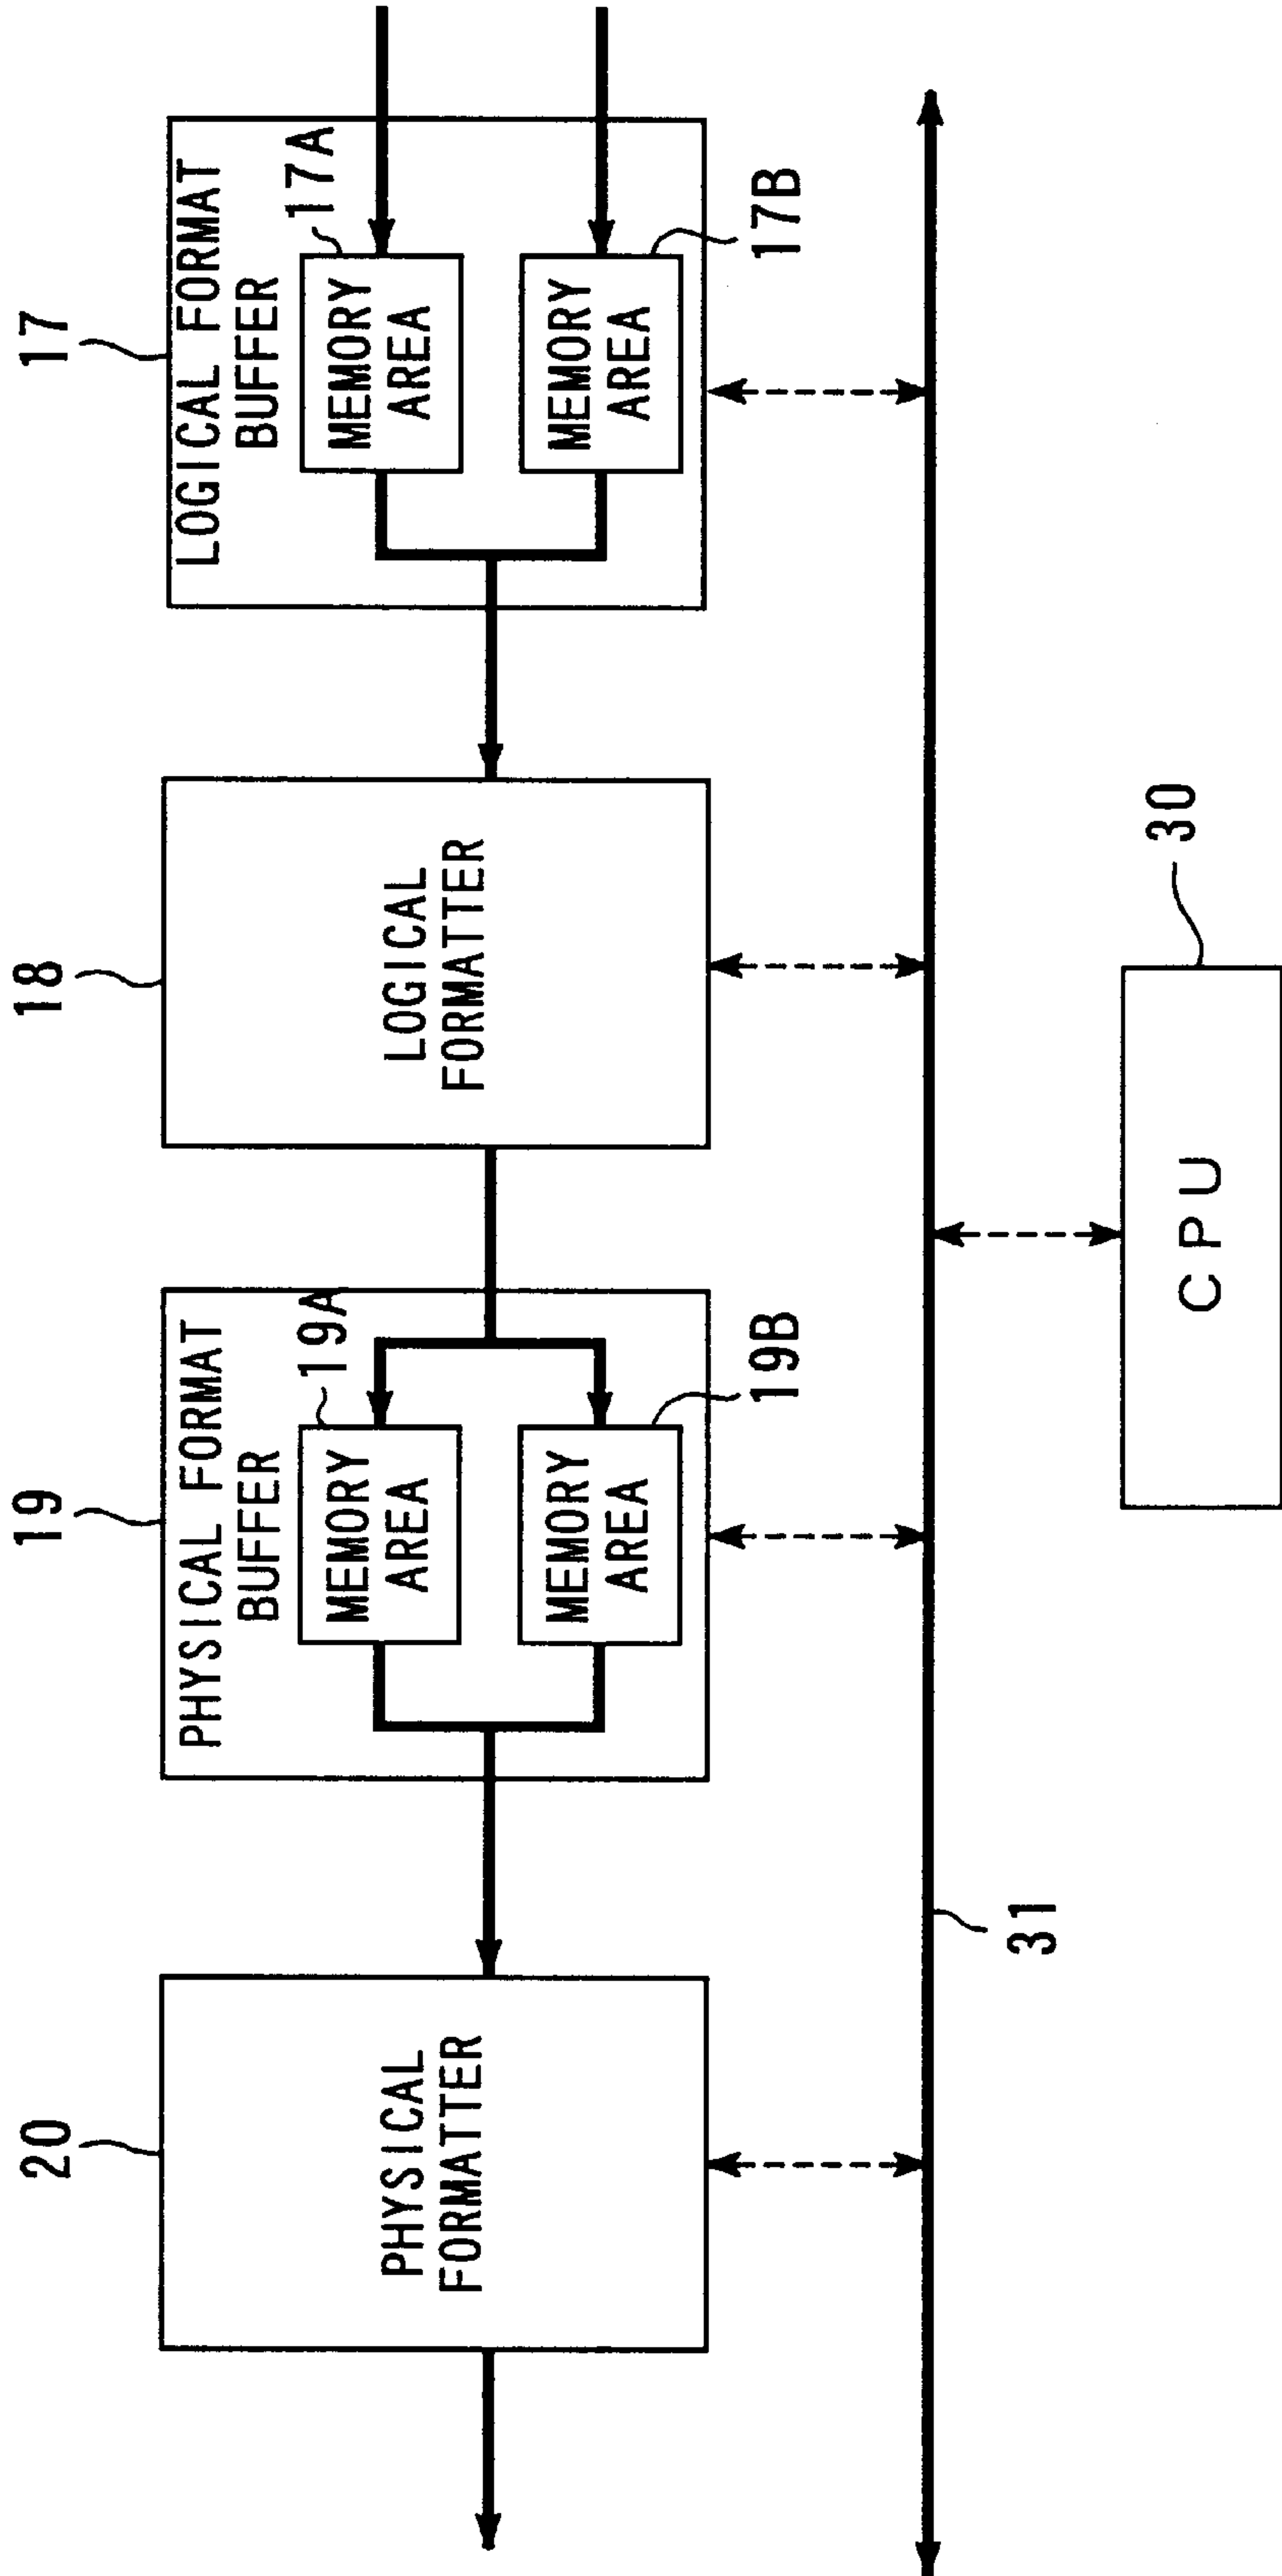 20
19
18
17
PHYSICAL
FORMATTER
PHYSICAL FORMAT
BUFFER
19A
MEMORY
AREA
MEMORY
AREA
19B
LOGICAL
FORMATTER
LOGICAL FORMAT
BUFFER
17A
MEMORY
AREA
MEMORY
AREA
17B
31
CPU
30